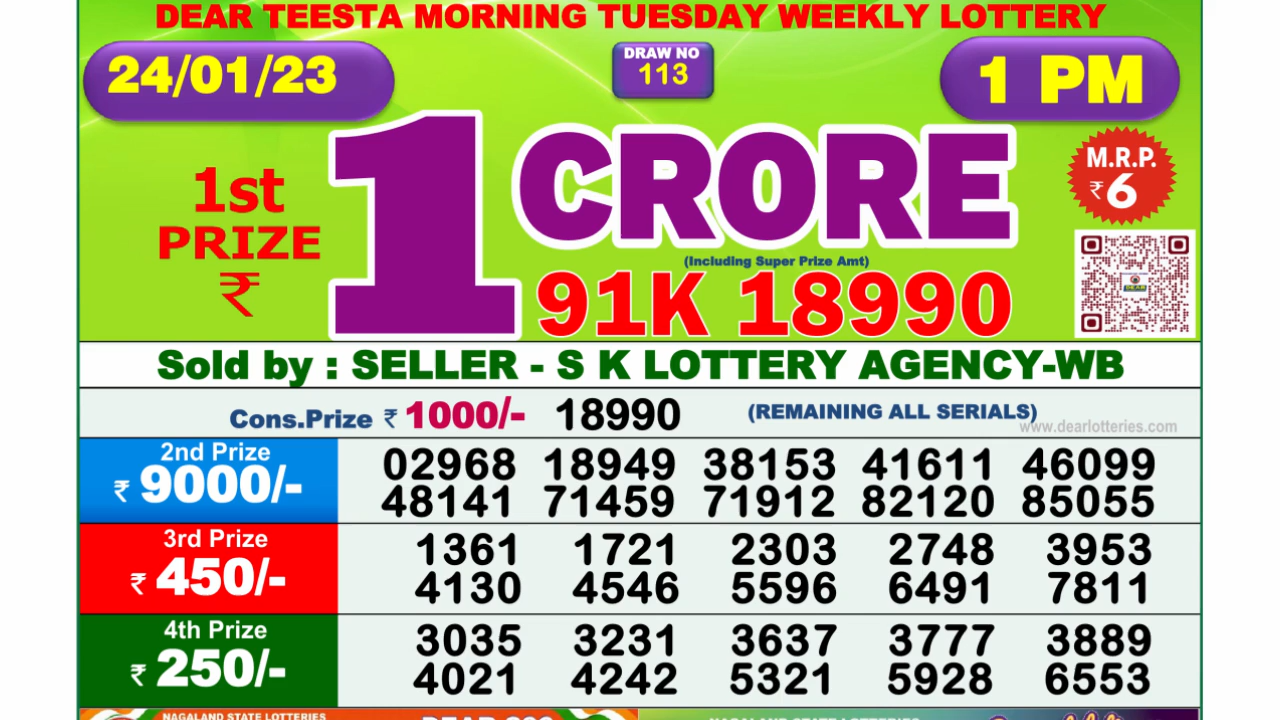 DEAR TEESTA MORNING TUESDAY WEEKLY LOTTERY
24/01/23
DRAW NO
113
1 PM
1st
PRIZE
₹
1 CRORE
(Including Super Prize Amt)
91K 18990
M.R.P.
₹6
Sold by : SELLER - S K LOTTERY AGENCY-WB
Cons.Prize ₹ 1000/- 18990 (REMAINING ALL SERIALS)
www.dearlotteries.com
2nd Prize
₹ 9000/-
02968 18949 38153 41611 46099
48141 71459 71912 82120 85055
3rd Prize
₹ 450/-
1361 1721 2303 2748 3953
4130 4546 5596 6491 7811
4th Prize
₹ 250/-
3035 3231 3637 3777 3889
4021 4242 5321 5928 6553
NAGALAND STATE LOTTERIES
DEAR
NAGALAND STATE LOTTERIES